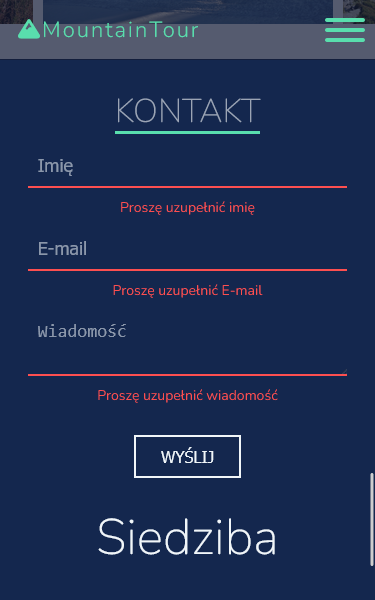 MountainTour
KONTAKT
Imię
Proszę uzupełnić imię
E-mail
Proszę uzupełnić E-mail
Wiadomość
Proszę uzupełnić wiadomość
WYŚLIJ
Siedziba